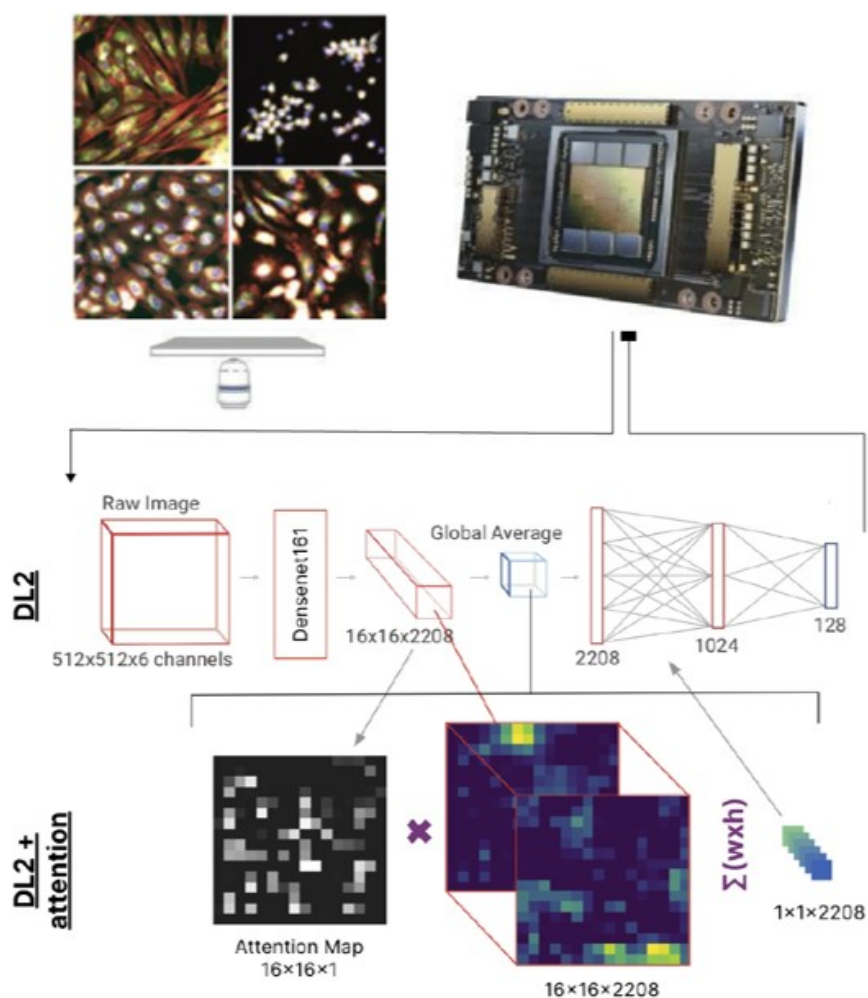 DL2
Raw Image
512x512x6 channels
Densenet161
16x16x2208
Global Average
2208
1024
128
DL2 +
attention
Attention Map
16×16×1
×
16×16×2208
Σ(wxh)
1×1×2208